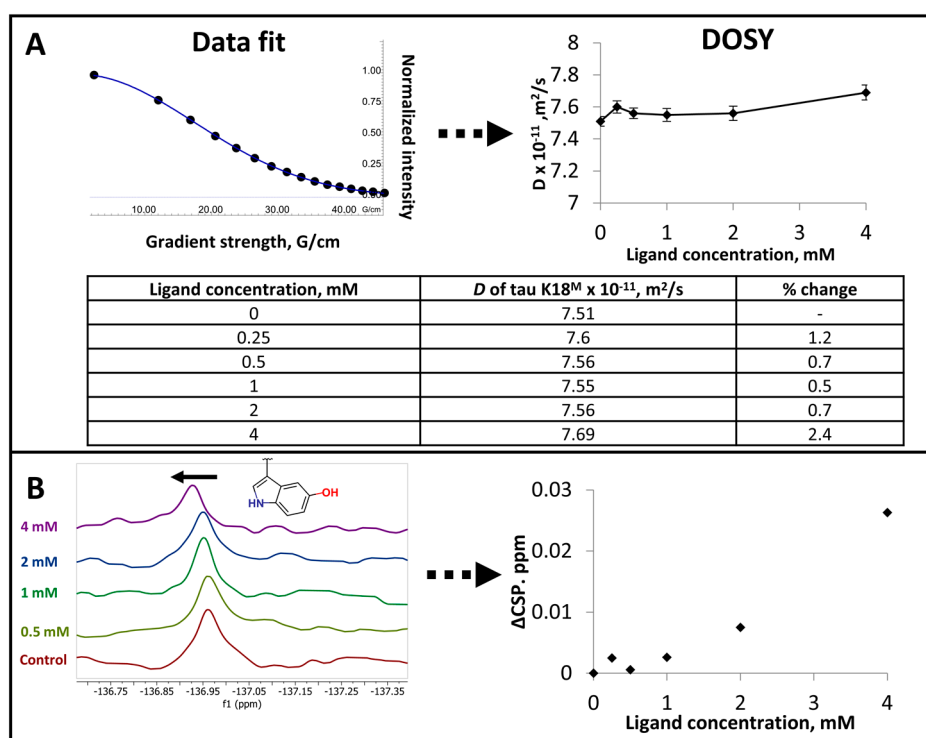 A
Data fit
1.00
0.75
0.50
0.25
0.00
10.00 20.00 30.00 40.00 G/cm
Normalized intensity
Gradient strength, G/cm
DOSY
8
7.8
7.6
7.4
7.2
7
D x 10-11 ,m2/s
0 1 2 3 4
Ligand concentration, mM
Ligand concentration, mM D of tau K18M x 10-11, m2/s % change
0 7.51 -
0.25 7.6 1.2
0.5 7.56 0.7
1 7.55 0.5
2 7.56 0.7
4 7.69 2.4
B
HN
OH
4 mM
2 mM
1 mM
0.5 mM
Control
-136.75 -136.85 -136.95 -137.05 -137.15 -137.25 -137.35
f1 (ppm)
0.03
0.02
0.01
0
ΔCSP. ppm
0 1 2 3 4
Ligand concentration, mM